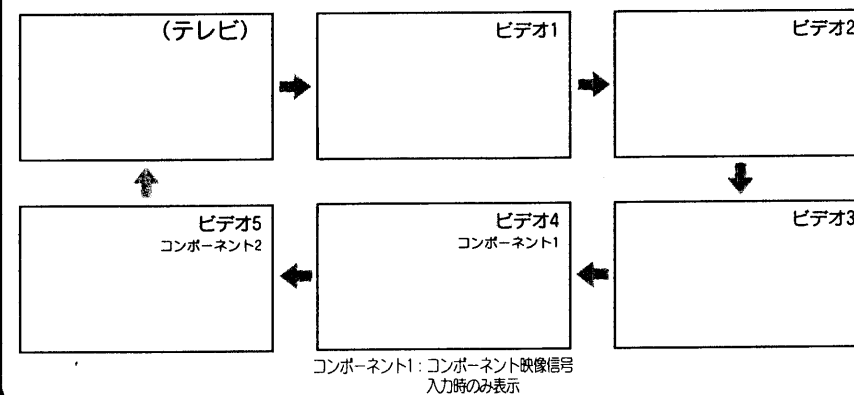 (テレビ)
ビデオ1
ビデオ2
ビデオ3
ビデオ4
コンポーネント1
ビデオ5
コンポーネント2
コンポーネント1：コンポーネント映像信号
入力時のみ表示